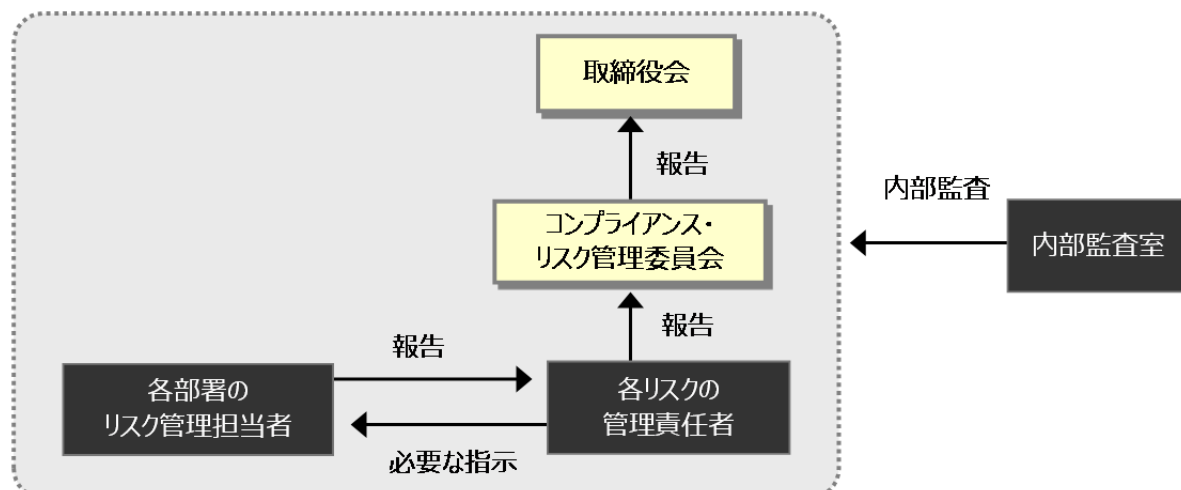 取締役会
報告
内部監査
コンプライアンス・
リスク管理委員会
内部監査室
報告
報告
各部署の
リスク管理担当者
各リスクの
管理責任者
必要な指示